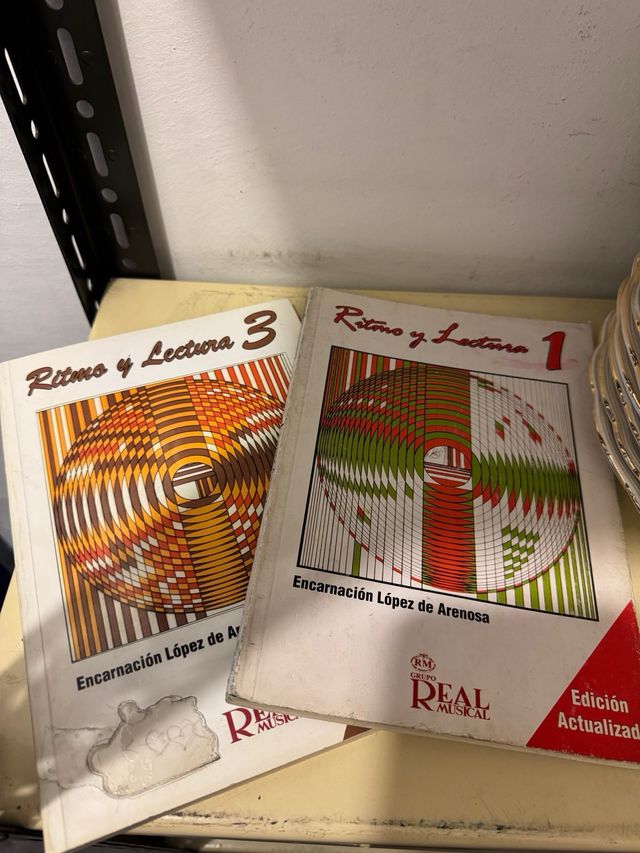 Ritmo y Lectura 3
Encarnación López de
REAL
Ritmo y Lectura 1
Encarnación López de Arenosa
RM
GRUPO
REAL
MUSICAL
Edición
Actualizad